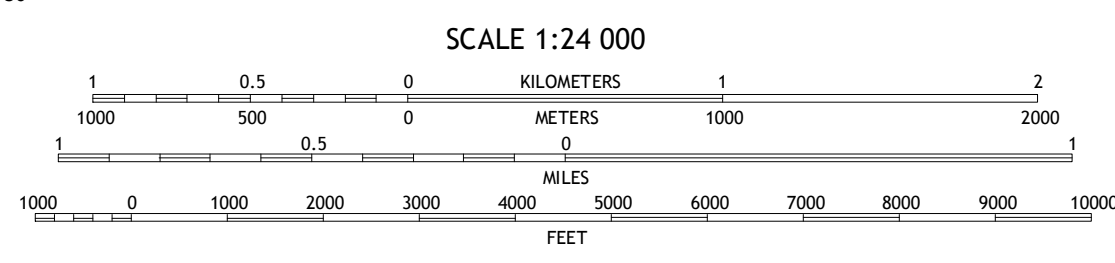 SCALE 1:24 000
1 0.5 0 KILOMETERS 1 2
1000 500 0 METERS 1000 2000
1 0.5 0 1
MILES
1000 0 1000 2000 3000 4000 5000 6000 7000 8000 9000 10000
FEET